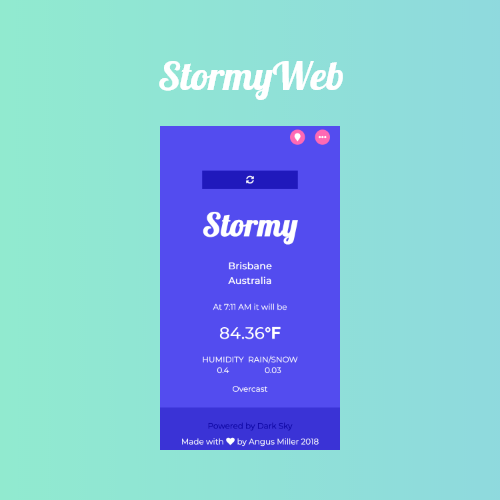 StormyWeb
Stormy
Brisbane
Australia
At 7:11 AM it will be
84.36°F
HUMIDITY RAIN/SNOW
0.4 0.03
Overcast
Powered by Dark Sky
Made with ❤ by Angus Miller 2018